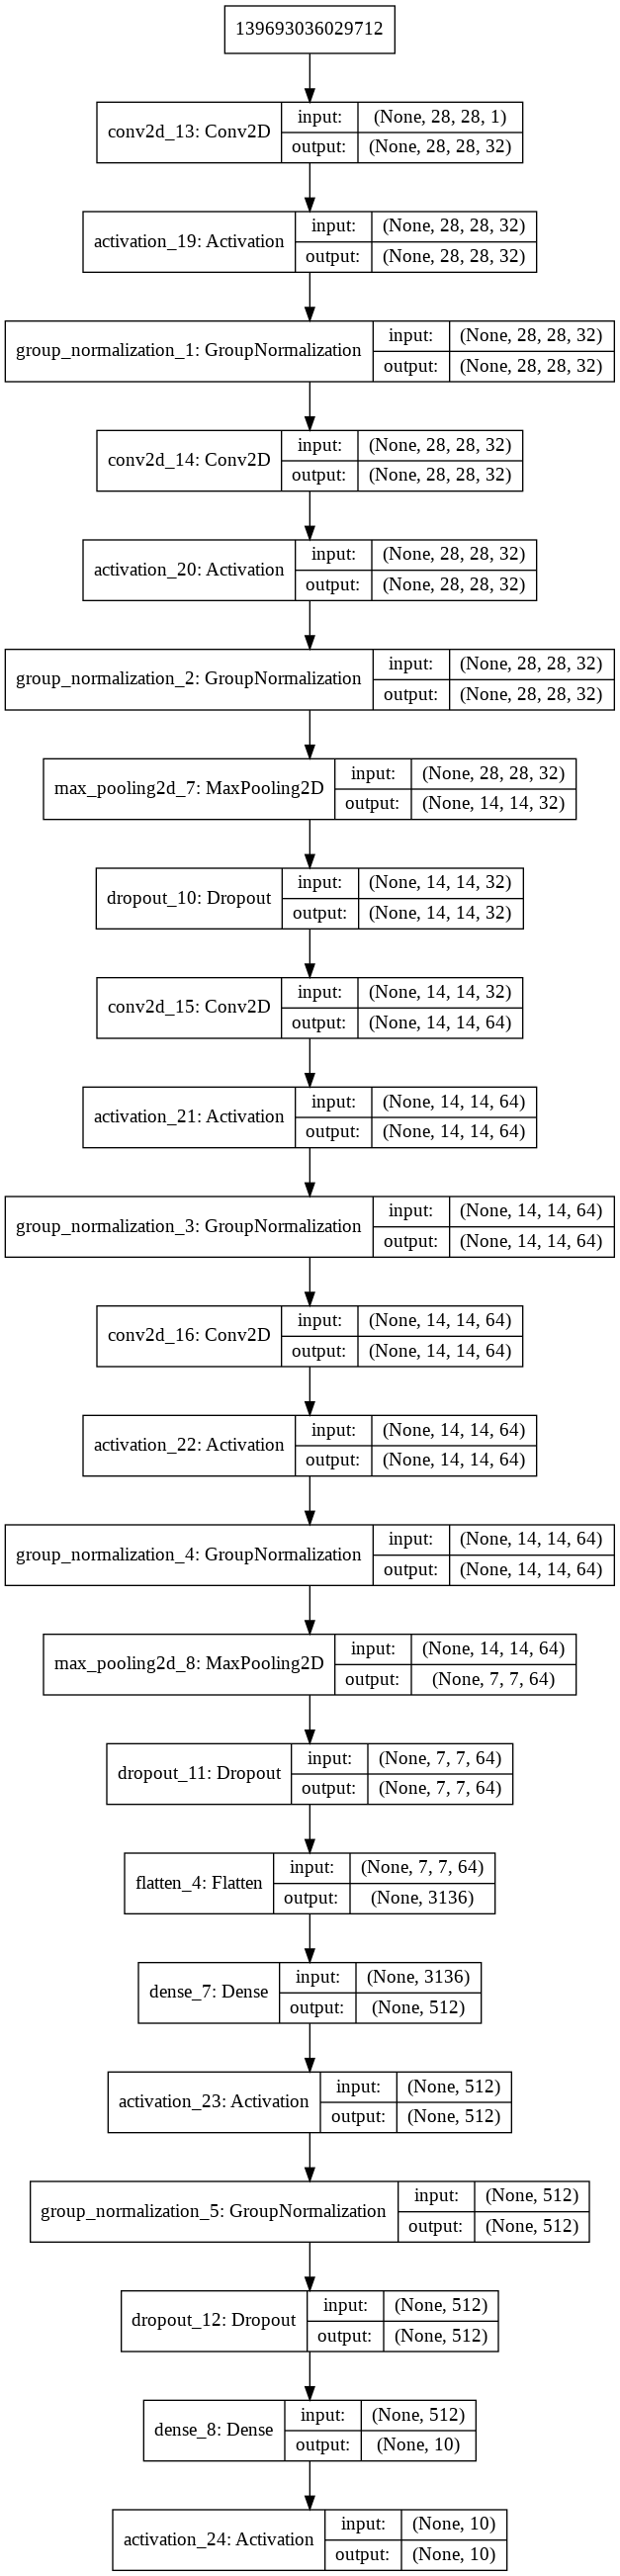 139693036029712
conv2d_13: Conv2D
input: (None, 28, 28, 1)
output: (None, 28, 28, 32)
activation_19: Activation
input: (None, 28, 28, 32)
output: (None, 28, 28, 32)
group_normalization_1: GroupNormalization
input: (None, 28, 28, 32)
output: (None, 28, 28, 32)
conv2d_14: Conv2D
input: (None, 28, 28, 32)
output: (None, 28, 28, 32)
activation_20: Activation
input: (None, 28, 28, 32)
output: (None, 28, 28, 32)
group_normalization_2: GroupNormalization
input: (None, 28, 28, 32)
output: (None, 28, 28, 32)
max_pooling2d_7: MaxPooling2D
input: (None, 28, 28, 32)
output: (None, 14, 14, 32)
dropout_10: Dropout
input: (None, 14, 14, 32)
output: (None, 14, 14, 32)
conv2d_15: Conv2D
input: (None, 14, 14, 32)
output: (None, 14, 14, 64)
activation_21: Activation
input: (None, 14, 14, 64)
output: (None, 14, 14, 64)
group_normalization_3: GroupNormalization
input: (None, 14, 14, 64)
output: (None, 14, 14, 64)
conv2d_16: Conv2D
input: (None, 14, 14, 64)
output: (None, 14, 14, 64)
activation_22: Activation
input: (None, 14, 14, 64)
output: (None, 14, 14, 64)
group_normalization_4: GroupNormalization
input: (None, 14, 14, 64)
output: (None, 14, 14, 64)
max_pooling2d_8: MaxPooling2D
input: (None, 14, 14, 64)
output: (None, 7, 7, 64)
dropout_11: Dropout
input: (None, 7, 7, 64)
output: (None, 7, 7, 64)
flatten_4: Flatten
input: (None, 7, 7, 64)
output: (None, 3136)
dense_7: Dense
input: (None, 3136)
output: (None, 512)
activation_23: Activation
input: (None, 512)
output: (None, 512)
group_normalization_5: GroupNormalization
input: (None, 512)
output: (None, 512)
dropout_12: Dropout
input: (None, 512)
output: (None, 512)
dense_8: Dense
input: (None, 512)
output: (None, 10)
activation_24: Activation
input: (None, 10)
output: (None, 10)